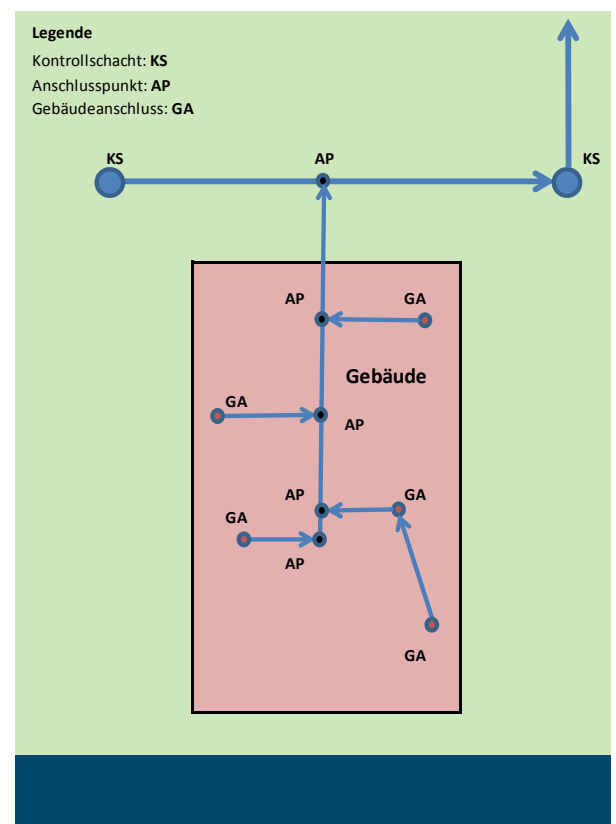 Legende
Kontrollschacht: KS
Anschlusspunkt: AP
Gebäudeanschluss: GA
KS
AP
KS
AP
GA
Gebäude
GA
AP
AP
GA
GA
AP
GA